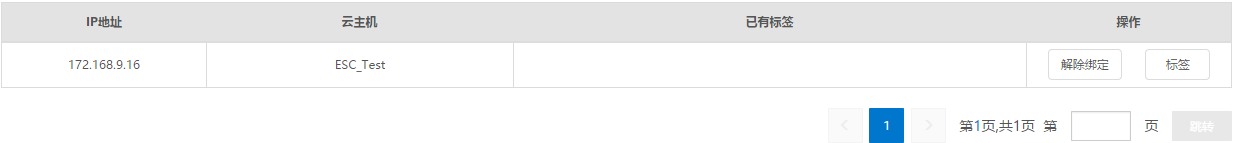 IP地址 云主机 已有标签 操作
172.168.9.16 ESC_Test 解除绑定 标签
1 第1页,共1页 第 页 跳转